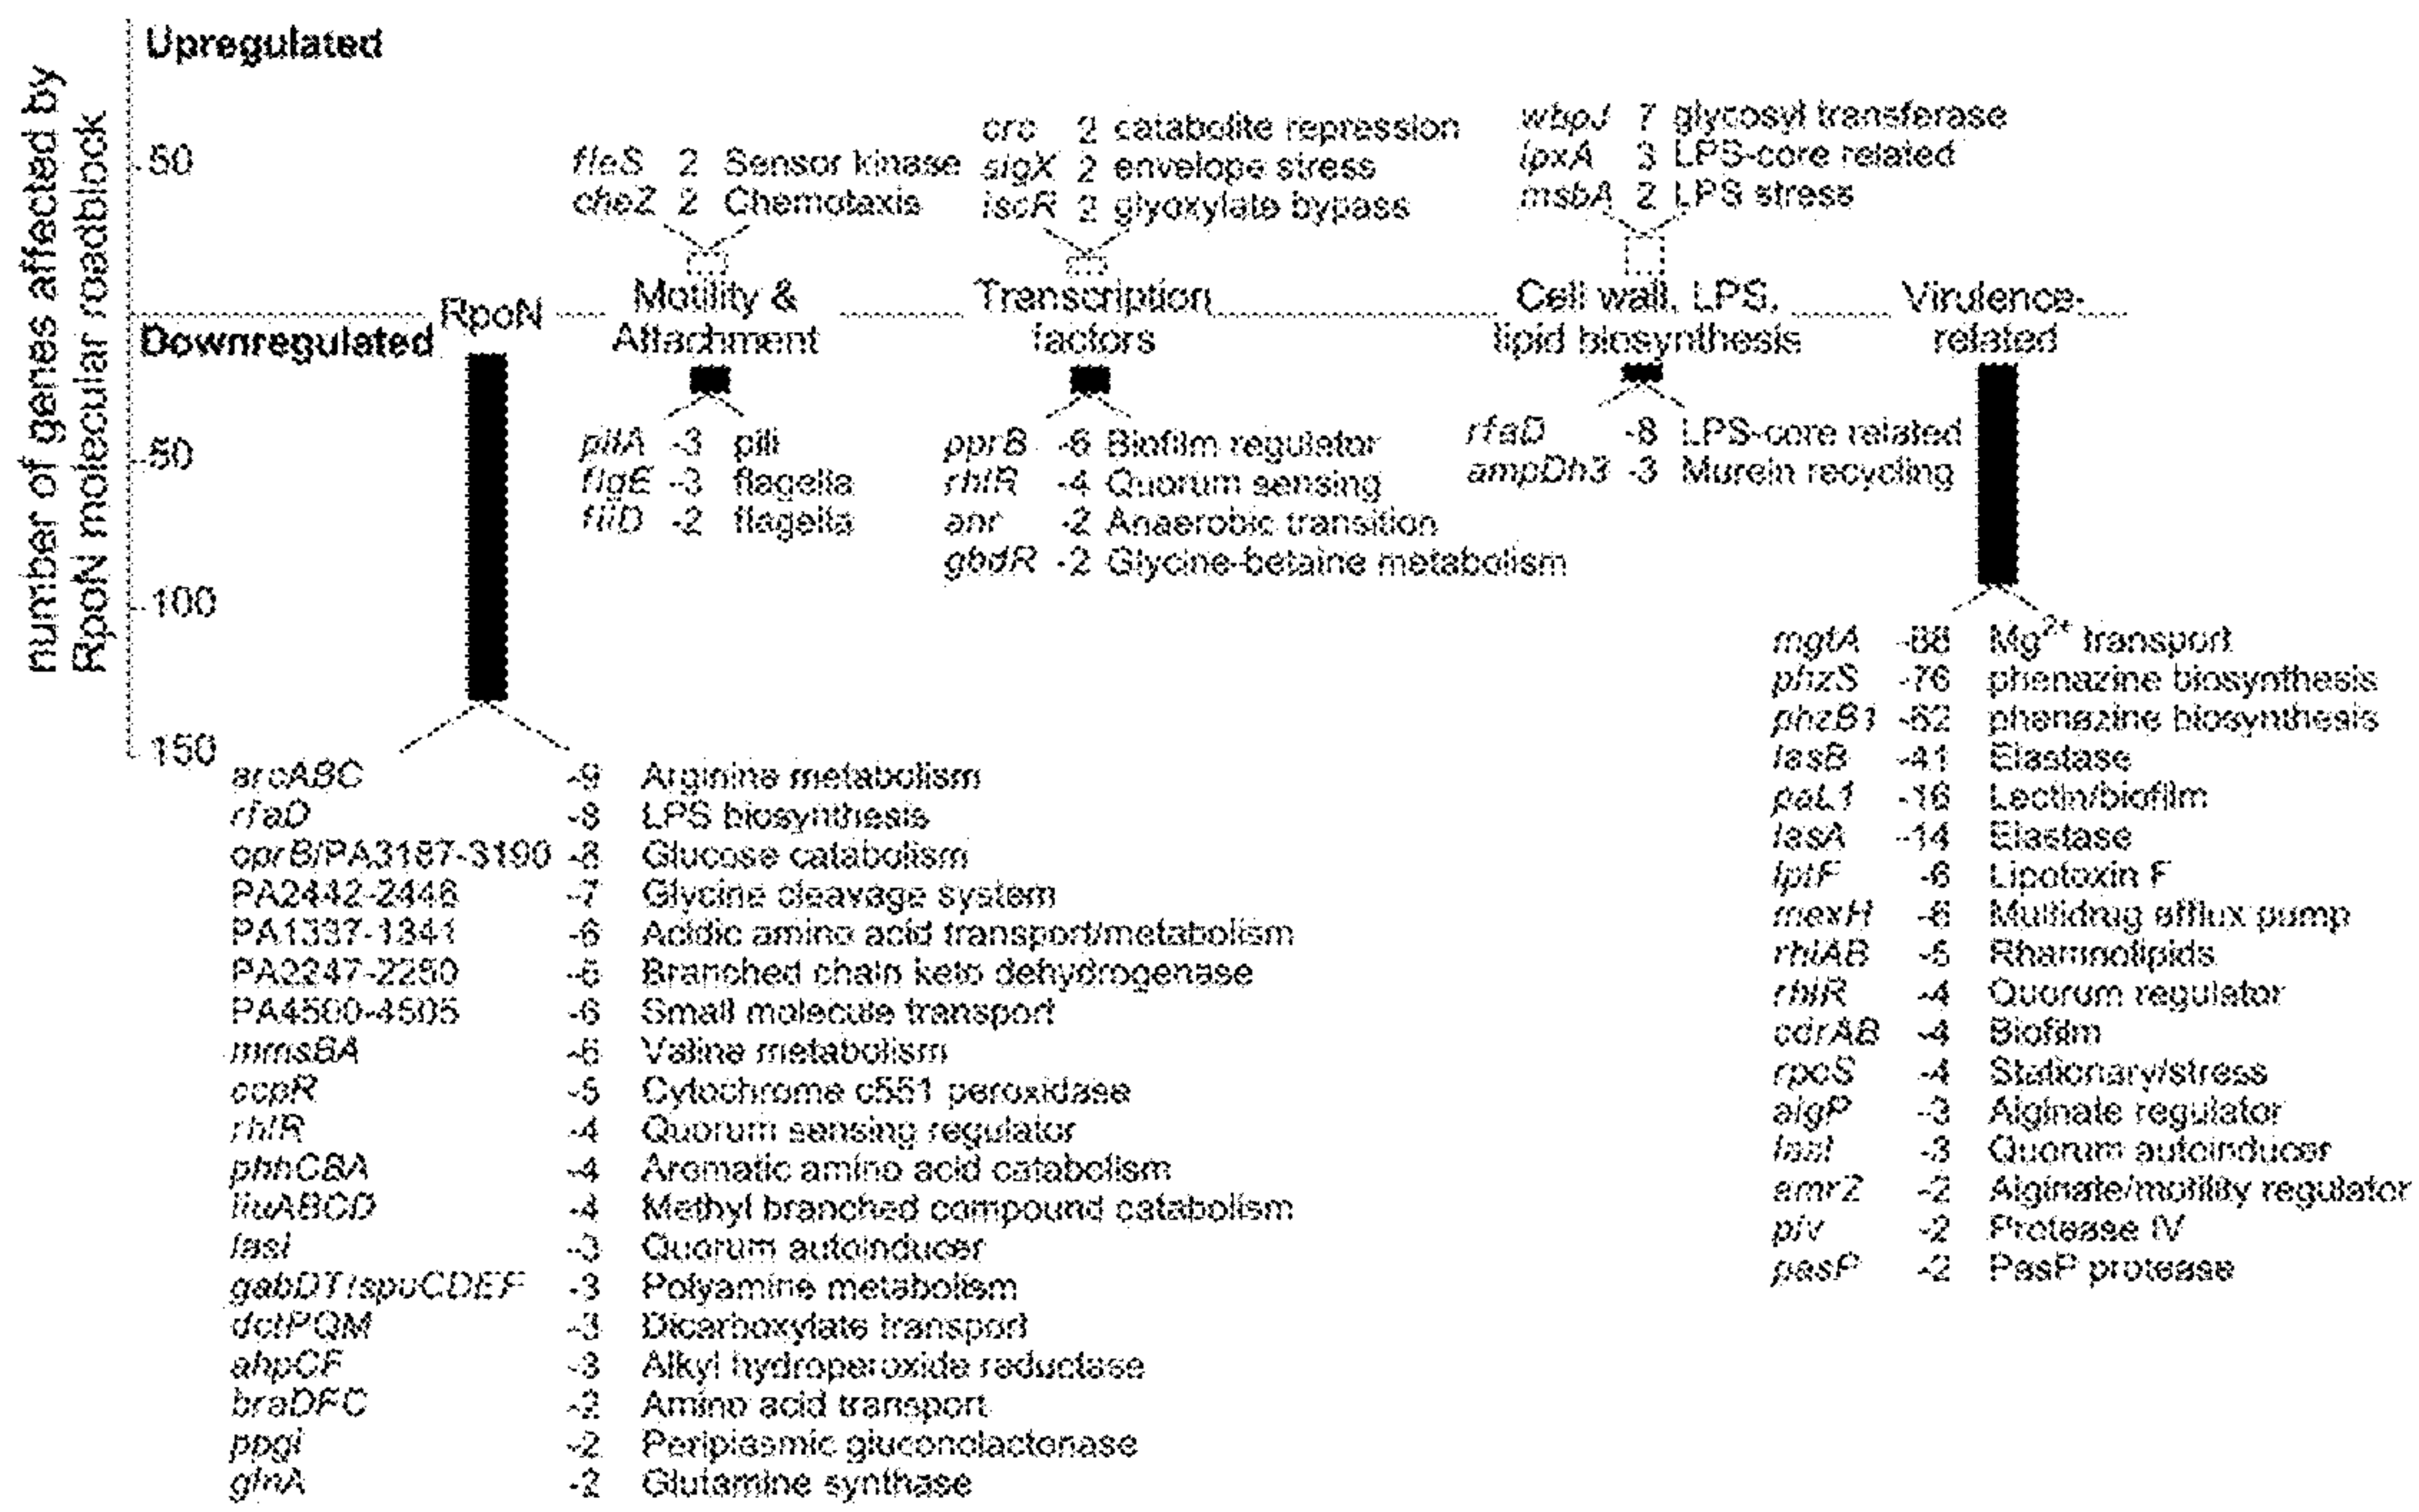 number of genes affected by
RpoN molecular roadblock
Upregulated
50
fleS 2 Sensor kinase
cheZ 2 Chemotaxis
crc 2 catabolite repression
sigX 2 envelope stress
iscR 2 glyoxylate bypass
wbpJ 7 glycosyl transferase
lpxA 3 LPS-core related
msbA 2 LPS stress
RpoN
Motility &
Attachment
Transcription
factors
Cell wall, LPS,
lipid biosynthesis
Virulence-
related
Downregulated
50
100
150
pilA -3 pili
flgE -3 flagella
fliD -2 flagella
pprB -6 Biofilm regulator
rhlR -4 Quorum sensing
anr -2 Anaerobic transition
gbdR -2 Glycine-betaine metabolism
rfaD -8 LPS-core related
ampDh3 -3 Murein recycling
arcABC -9 Arginine metabolism
rfaD -8 LPS biosynthesis
oprB/PA3187-3190 -8 Glucose catabolism
PA2442-2446 -7 Glycine cleavage system
PA1337-1341 -6 Acidic amino acid transport/metabolism
PA2247-2250 -6 Branched chain keto dehydrogenase
PA4500-4505 -6 Small molecule transport
mmsBA Valine metabolism
ccpR -5 Cytochrome c551 peroxidase
rhlR -4 Quorum sensing regulator
phhCBA -4 Aromatic amino acid catabolism
liuABCD -4 Methyl branched compound catabolism
lasI -3 Quorum autoinducer
gabDT/spuCDEF -3 Polyamine metabolism
dctPQM -3 Dicarboxylate transport
ahpCF -3 Alkyl hydroperoxide reductase
braDFC -2 Amino acid transport
ppgl -2 Periplasmic gluconolactonase
glnA -2 Glutamine synthase
mgtA -88 Mg2+ transport
phzS -76 phenazine biosynthesis
phzB1 -62 phenazine biosynthesis
lasB -41 Elastase
paL1 -16 Lectin/biofilm
lasA -14 Elastase
lptF -6 Lipotoxin F
mexH -6 Multidrug efflux pump
rhlAB -5 Rhamnolipids
rhlR -4 Quorum regulator
cdrAB -4 Biofilm
rpoS -4 Stationary/stress
algP -3 Alginate regulator
lasI -3 Quorum autoinducer
amrZ -2 Alginate/motility regulator
piv -2 Protease IV
pasP -2 PasP protease